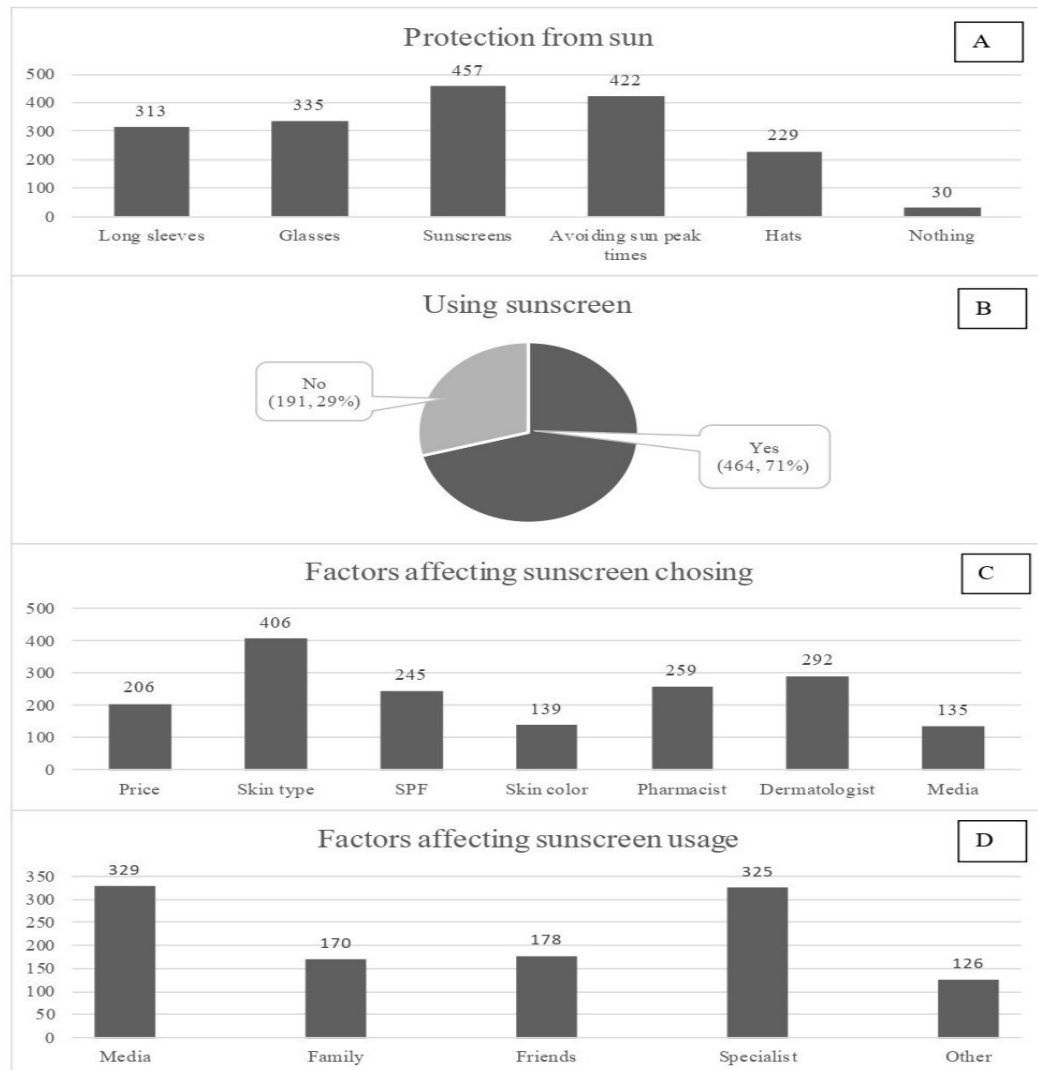 Protection from sun
A
500
400
300
200
100
0
313
335
457
422
229
30
Long sleeves
Glasses
Sunscreens
Avoiding sun peak
times
Hats
Nothing
Using sunscreen
B
No
(191, 29%)
Yes
(464, 71%)
Factors affecting sunscreen chosing
C
500
400
300
200
100
0
206
406
245
139
259
292
135
Price
Skin type
SPF
Skin color
Pharmacist
Dermatologist
Media
Factors affecting sunscreen usage
D
350
300
250
200
150
100
50
0
329
170
178
325
126
Media
Family
Friends
Specialist
Other